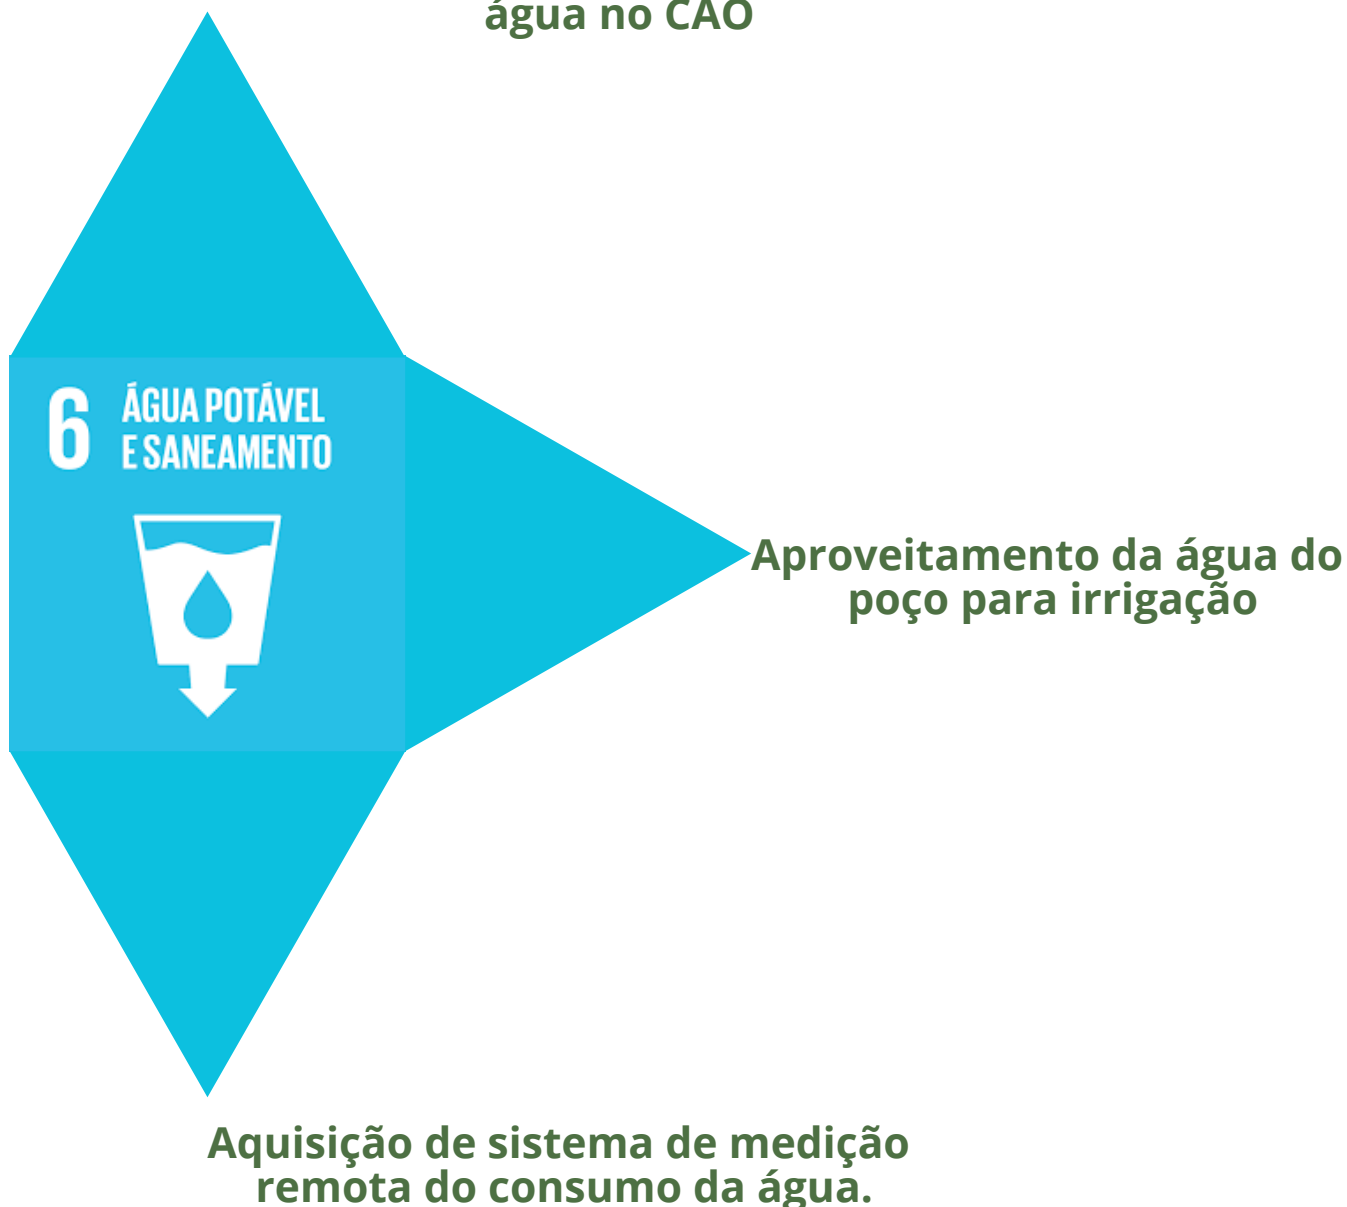 água no CAO
6 ÁGUA POTÁVEL
E SANEAMENTO
Aproveitamento da água do
poço para irrigação
Aquisição de sistema de medição
remota do consumo da água.